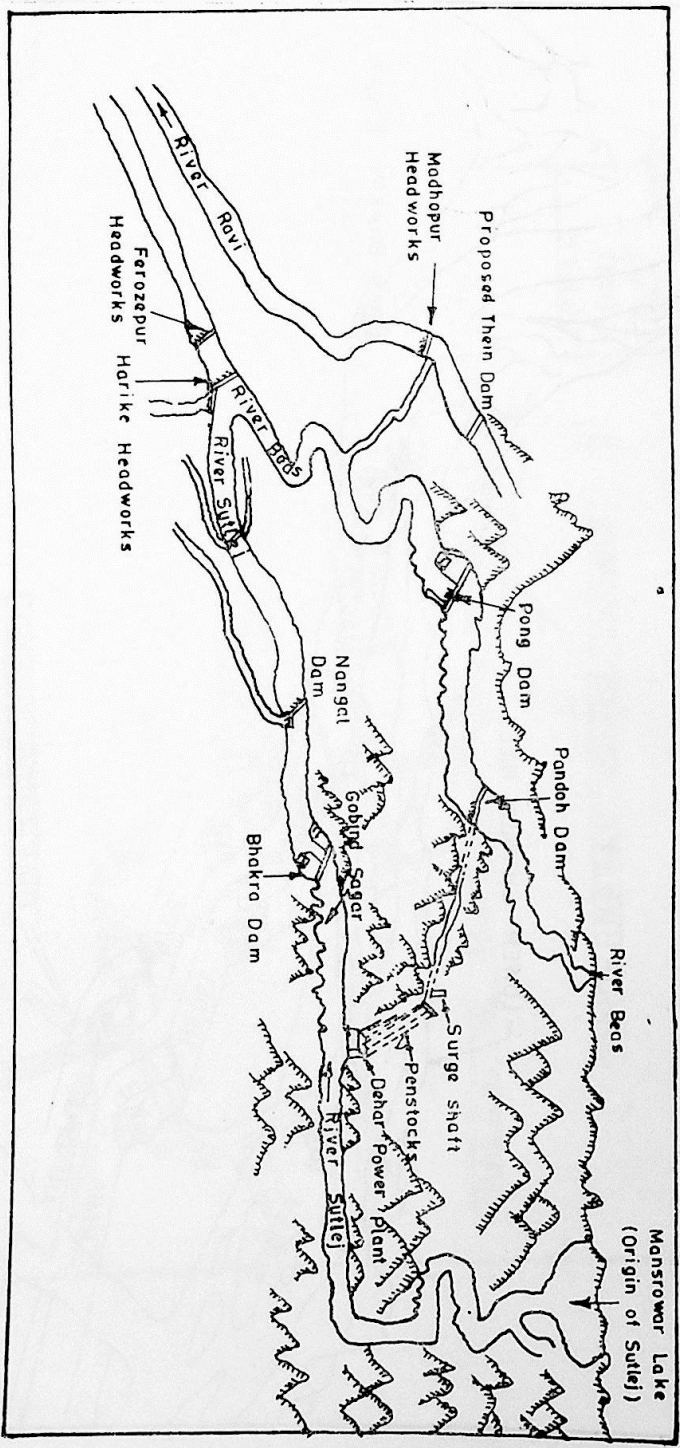 Mansrowar Lake
(Origin of Sutlej)
River Beas
Pandoh Dam
Pong Dam
Proposed Thein Dam
Madhopur
Headworks
River Ravi
Surge Shaft
Penstocks
Dehar Power Plant
River Sutlej
Gobind Sagar
Nangal
Dam
Bhakra Dam
River Beas
River Sutlej
Ferozepur
Headworks
Harike Headworks